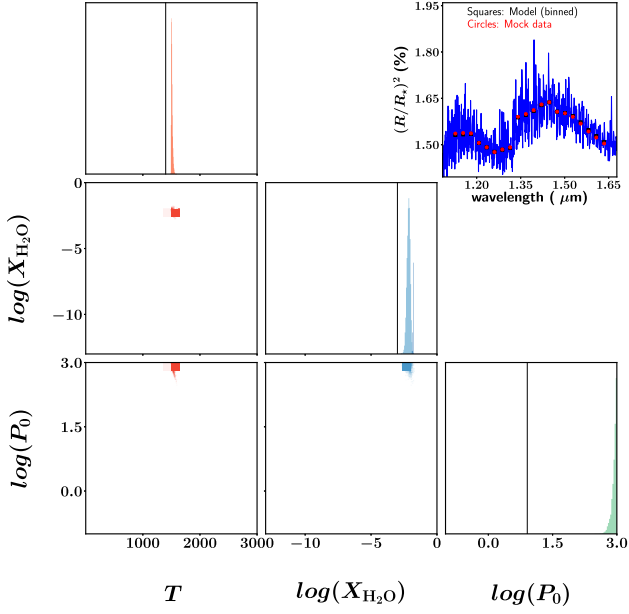 1.95
1.80
1.65
1.50
(R/R⋆)² (%)
Squares: Model (binned)
Circles: Mock data
1.20 1.35 1.50 1.65
wavelength ( μm)
0
−5
−10
log(X_H₂O)
3.0
1.5
0.0
log(P₀)
1000 2000 3000
−10 −5 0
0.0 1.5 3.0
T
log(X_H₂O)
log(P₀)